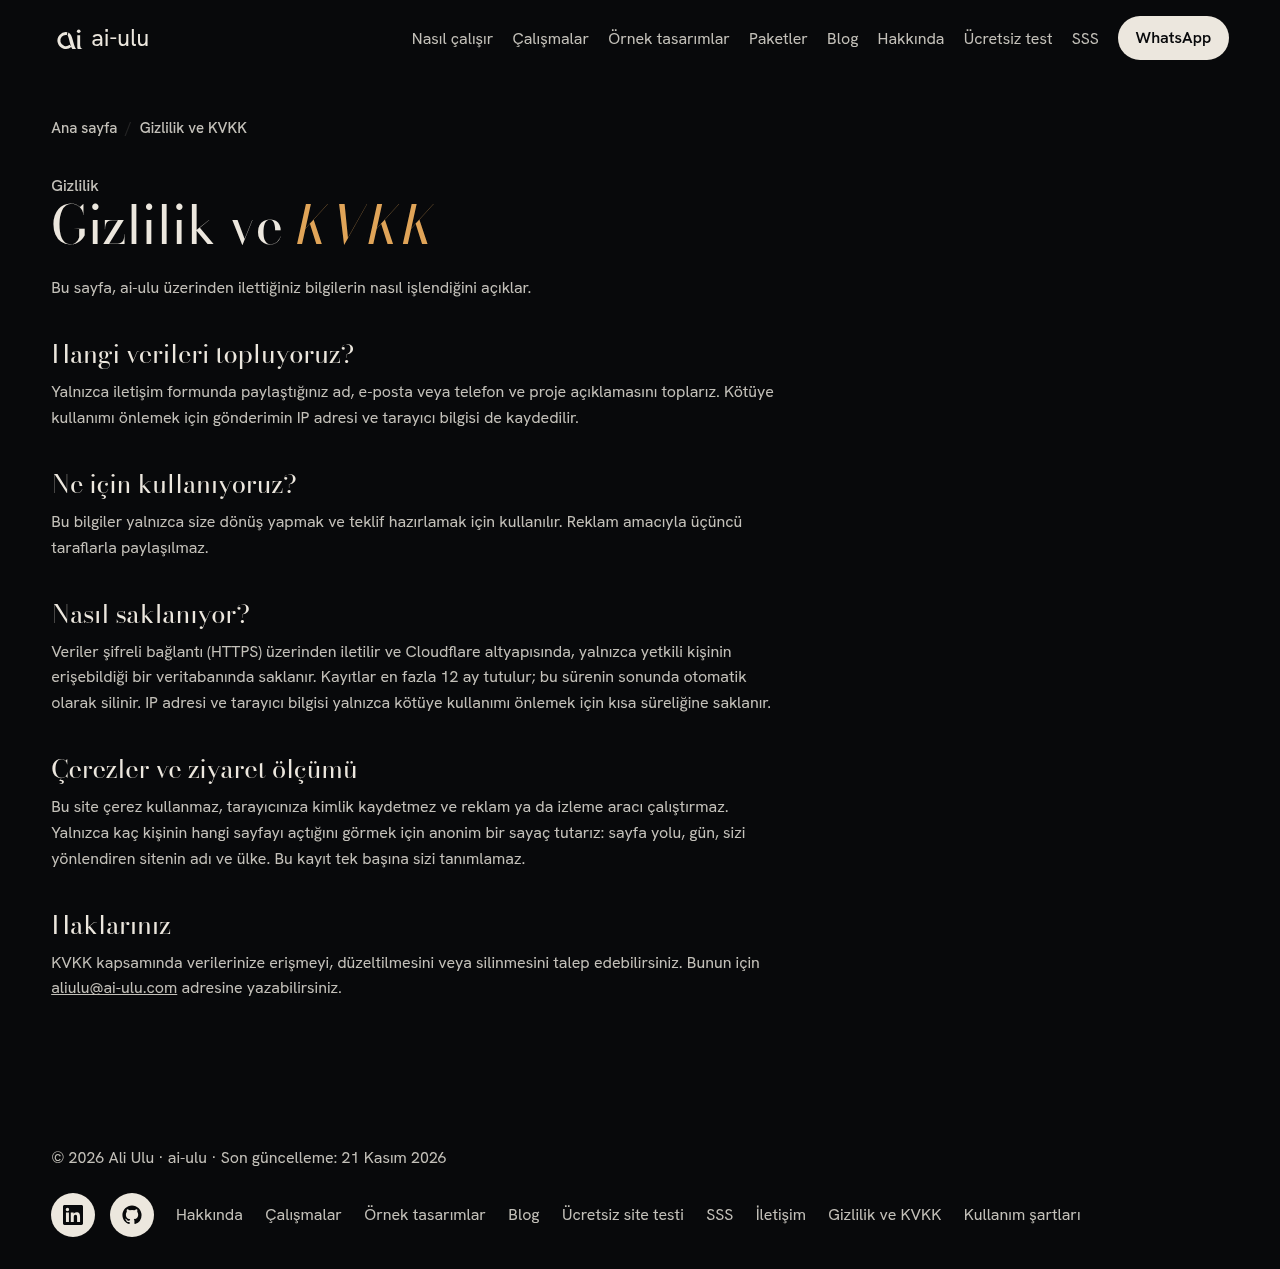 ai ai-ulu
Nasıl çalışır Çalışmalar Örnek tasarımlar Paketler Blog Hakkında Ücretsiz test SSS WhatsApp
Ana sayfa / Gizlilik ve KVKK
Gizlilik
Gizlilik ve KVKK
Bu sayfa, ai-ulu üzerinden ilettiğiniz bilgilerin nasıl işlendiğini açıklar.
Hangi verileri topluyoruz?
Yalnızca iletişim formunda paylaştığınız ad, e-posta veya telefon ve proje açıklamasını toplarız. Kötüye
kullanımı önlemek için gönderimin IP adresi ve tarayıcı bilgisi de kaydedilir.
Ne için kullanıyoruz?
Bu bilgiler yalnızca size dönüş yapmak ve teklif hazırlamak için kullanılır. Reklam amacıyla üçüncü
taraflarla paylaşılmaz.
Nasıl saklanıyor?
Veriler şifreli bağlantı (HTTPS) üzerinden iletilir ve Cloudflare altyapısında, yalnızca yetkili kişinin
erişebildiği bir veritabanında saklanır. Kayıtlar en fazla 12 ay tutulur; bu sürenin sonunda otomatik
olarak silinir. IP adresi ve tarayıcı bilgisi yalnızca kötüye kullanımı önlemek için kısa süreliğine saklanır.
Çerezler ve ziyaret ölçümü
Bu site çerez kullanmaz, tarayıcınıza kimlik kaydetmez ve reklam ya da izleme aracı çalıştırmaz.
Yalnızca kaç kişinin hangi sayfayı açtığını görmek için anonim bir sayaç tutarız: sayfa yolu, gün, sizi
yönlendiren sitenin adı ve ülke. Bu kayıt tek başına sizi tanımlamaz.
Haklarınız
KVKK kapsamında verilerinize erişmeyi, düzeltilmesini veya silinmesini talep edebilirsiniz. Bunun için
aliulu@ai-ulu.com adresine yazabilirsiniz.
© 2026 Ali Ulu · ai-ulu · Son güncelleme: 21 Kasım 2026
in Hakkında Çalışmalar Örnek tasarımlar Blog Ücretsiz site testi SSS İletişim Gizlilik ve KVKK Kullanım şartları